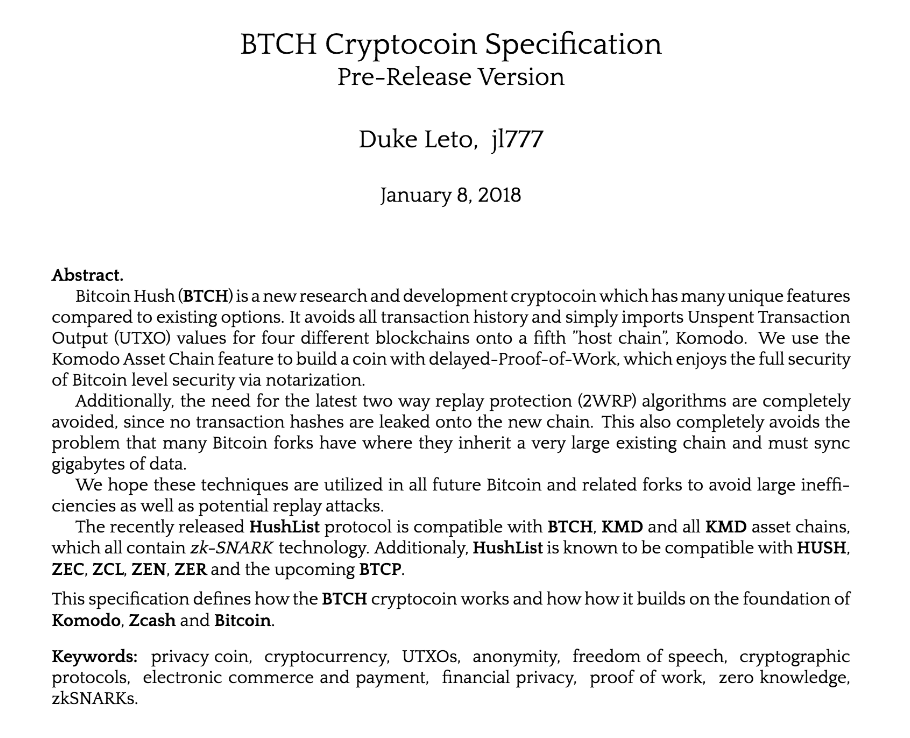 BTCH Cryptocoin Specification
Pre-Release Version
Duke Leto, jl777
January 8, 2018
Abstract.
Bitcoin Hush (BTCH) is a new research and development cryptocoin which has many unique features
compared to existing options. It avoids all transaction history and simply imports Unspent Transaction
Output (UTXO) values for four different blockchains onto a fifth "host chain", Komodo. We use the
Komodo Asset Chain feature to build a coin with delayed-Proof-of-Work, which enjoys the full security
of Bitcoin level security via notarization.
Additionally, the need for the latest two way replay protection (2WRP) algorithms are completely
avoided, since no transaction hashes are leaked onto the new chain. This also completely avoids the
problem that many Bitcoin forks have where they inherit a very large existing chain and must sync
gigabytes of data.
We hope these techniques are utilized in all future Bitcoin and related forks to avoid large ineffi-
ciencies as well as potential replay attacks.
The recently released HushList protocol is compatible with BTCH, KMD and all KMD asset chains,
which all contain zk-SNARK technology. Additionaly, HushList is known to be compatible with HUSH,
ZEC, ZCL, ZEN, ZER and the upcoming BTCP.
This specification defines how the BTCH cryptocoin works and how how it builds on the foundation of
Komodo, Zcash and Bitcoin.
Keywords: privacy coin, cryptocurrency, UTXOs, anonymity, freedom of speech, cryptographic
protocols, electronic commerce and payment, financial privacy, proof of work, zero knowledge,
zkSNARKs.